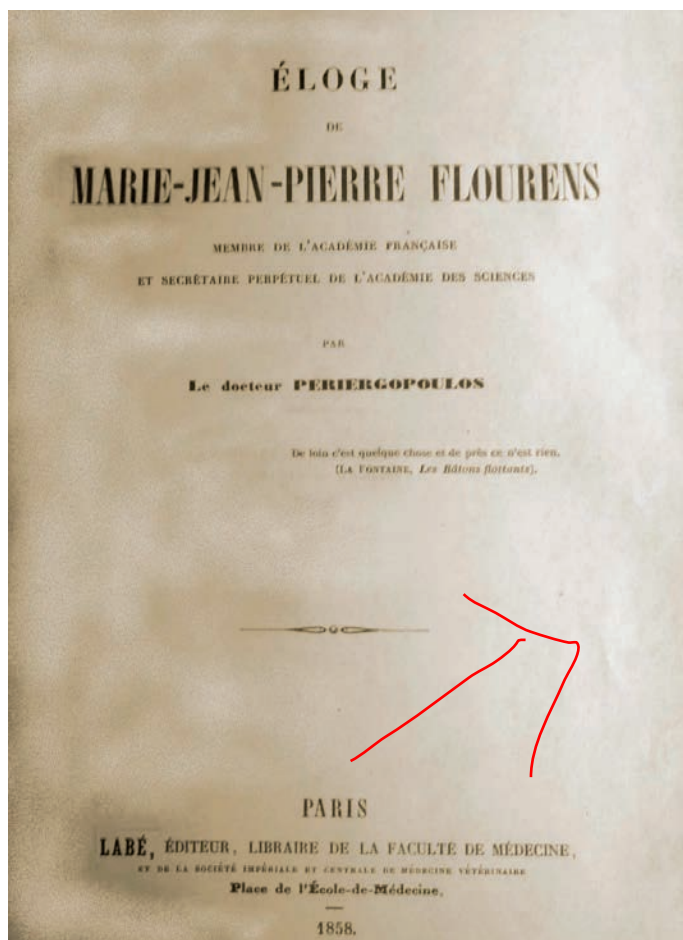 ÉLOGE
DE
MARIE-JEAN-PIERRE FLOURENS
MEMBRE DE L'ACADÉMIE FRANÇAISE
ET SECRÉTAIRE PERPÉTUEL DE L'ACADÉMIE DES SCIENCES
PAR
Le docteur PERIERGOPOULOS
De loin c'est quelque chose et de près ce n'est rien.
(LA FONTAINE, Les Bâtons flottants).
PARIS
LABÉ, ÉDITEUR, LIBRAIRE DE LA FACULTÉ DE MÉDECINE,
ET DE LA SOCIÉTÉ IMPÉRIALE ET CENTRALE DE MÉDECINE VÉTÉRINAIRE
Place de l'École-de-Médecine.
1858.